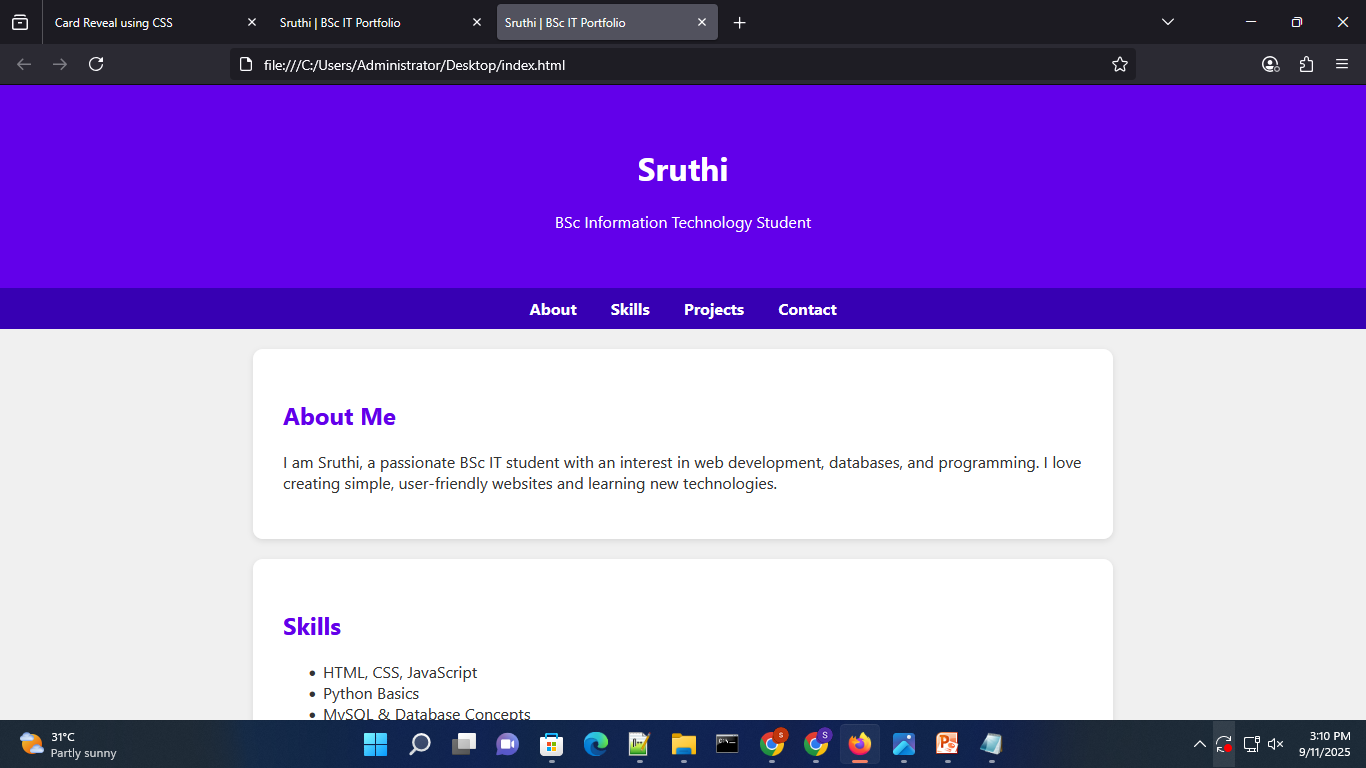 Card Reveal using CSS
Sruthi | BSc IT Portfolio
Sruthi | BSc IT Portfolio
file:///C:/Users/Administrator/Desktop/index.html
Sruthi
BSc Information Technology Student
About Skills Projects Contact
About Me
I am Sruthi, a passionate BSc IT student with an interest in web development, databases, and programming. I love
creating simple, user-friendly websites and learning new technologies.
Skills
HTML, CSS, JavaScript
Python Basics
MySQL & Database Concepts
31°C
Partly sunny
S
S
3:10 PM
9/11/2025